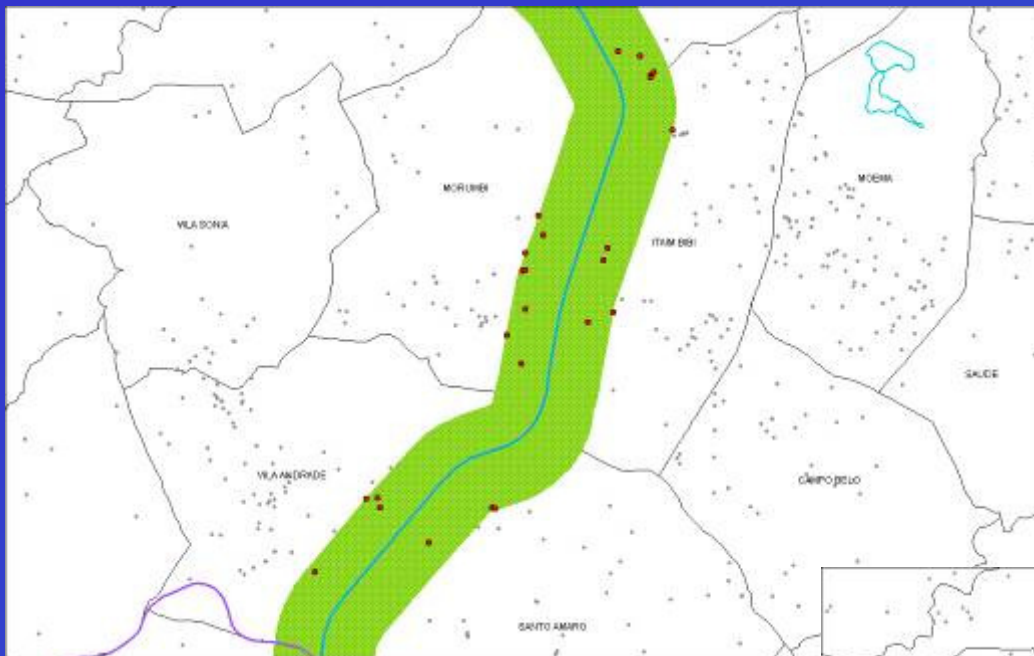 MORUMBI
MOEMA
VILA SONIA
ITAIM BIBI
SAUDE
VILA ANDRADE
CAMPO BELO
SANTO AMARO